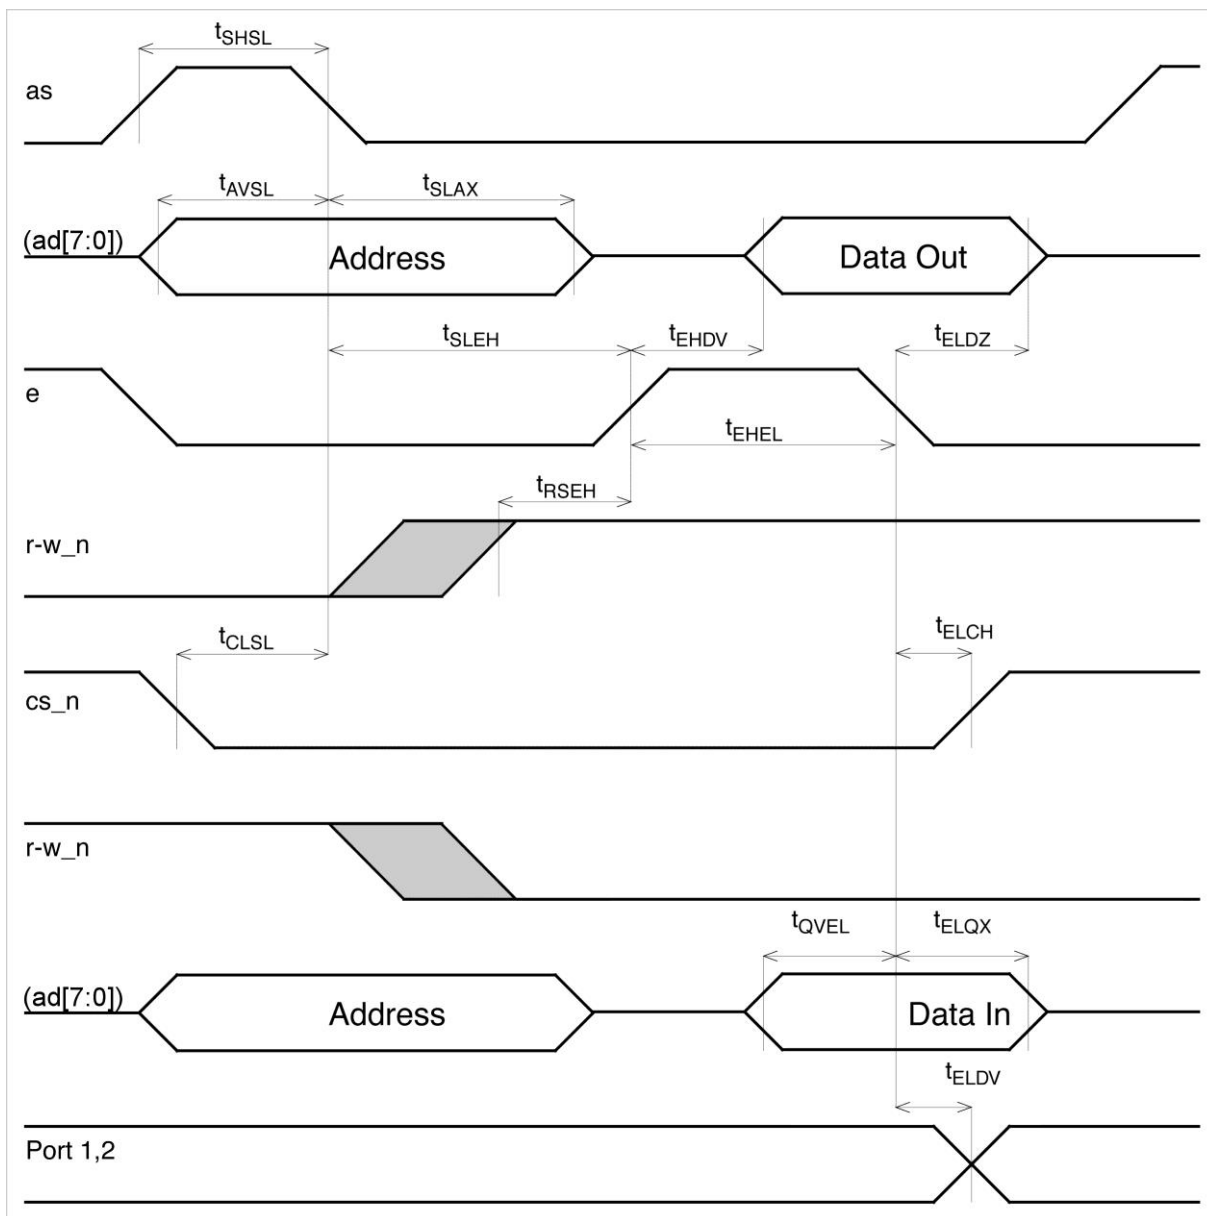 tSHSL
as
tAVSL tSLAX
(ad[7:0]) Address Data Out
tSLEH tEHDV tELDZ
e
tEHEL
tRSEH
r-w_n
tCLSL tELCH
cs_n
r-w_n
tQVEL tELQX
(ad[7:0]) Address Data In
tELDV
Port 1,2